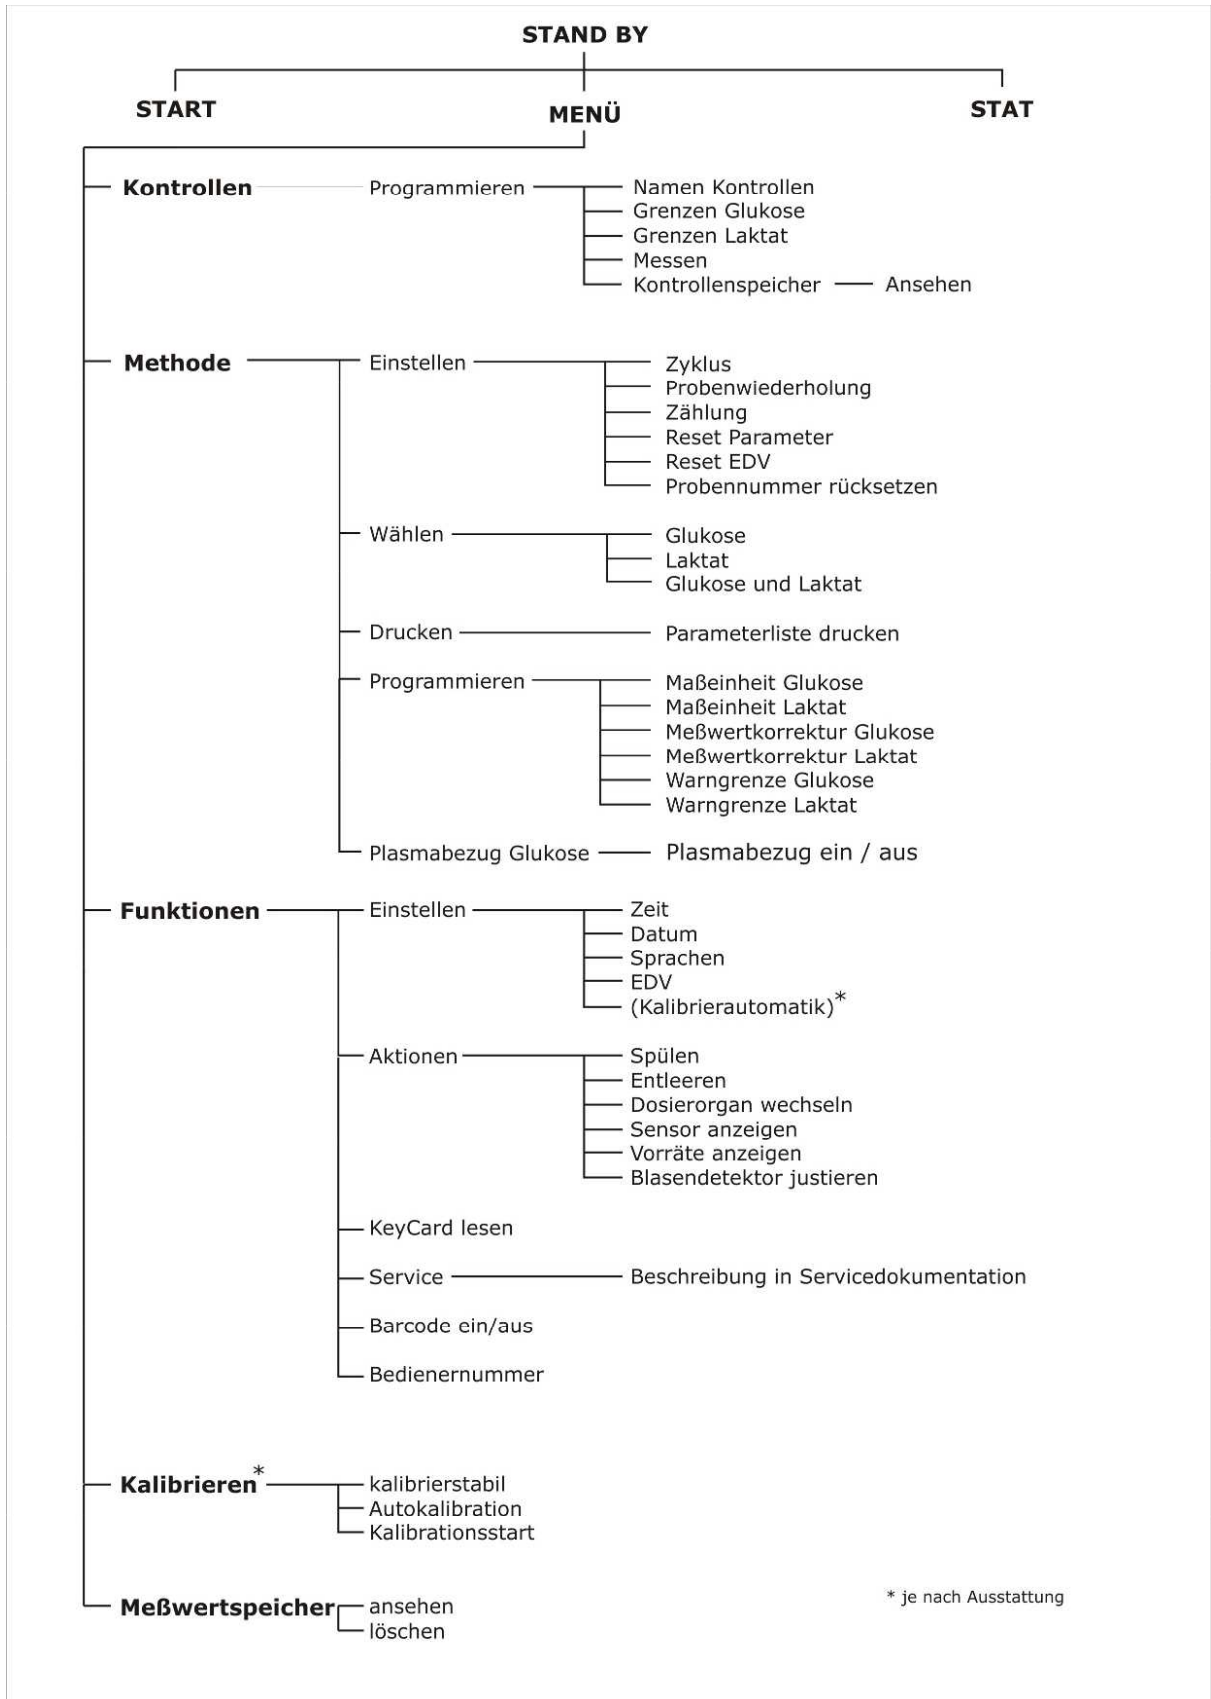 STAND BY
START MENÜ STAT
Kontrollen Programmieren Namen Kontrollen
Grenzen Glukose
Grenzen Laktat
Messen
Kontrollenspeicher Ansehen
Methode Einstellen Zyklus
Probenwiederholung
Zählung
Reset Parameter
Reset EDV
Probennummer rücksetzen
Wählen Glukose
Laktat
Glukose und Laktat
Drucken Parameterliste drucken
Programmieren Maßeinheit Glukose
Maßeinheit Laktat
Meßwertkorrektur Glukose
Meßwertkorrektur Laktat
Warngrenze Glukose
Warngrenze Laktat
Plasmabezug Glukose Plasmabezug ein / aus
Funktionen Einstellen Zeit
Datum
Sprachen
EDV
(Kalibrierautomatik)*
Aktionen Spülen
Entleeren
Dosierorgan wechseln
Sensor anzeigen
Vorräte anzeigen
Blasendetektor justieren
KeyCard lesen
Service Beschreibung in Servicedokumentation
Barcode ein/aus
Bedienernummer
Kalibrieren* kalibrierstabil
Autokalibration
Kalibrationsstart
* je nach Ausstattung
Meßwertspeicher ansehen
löschen